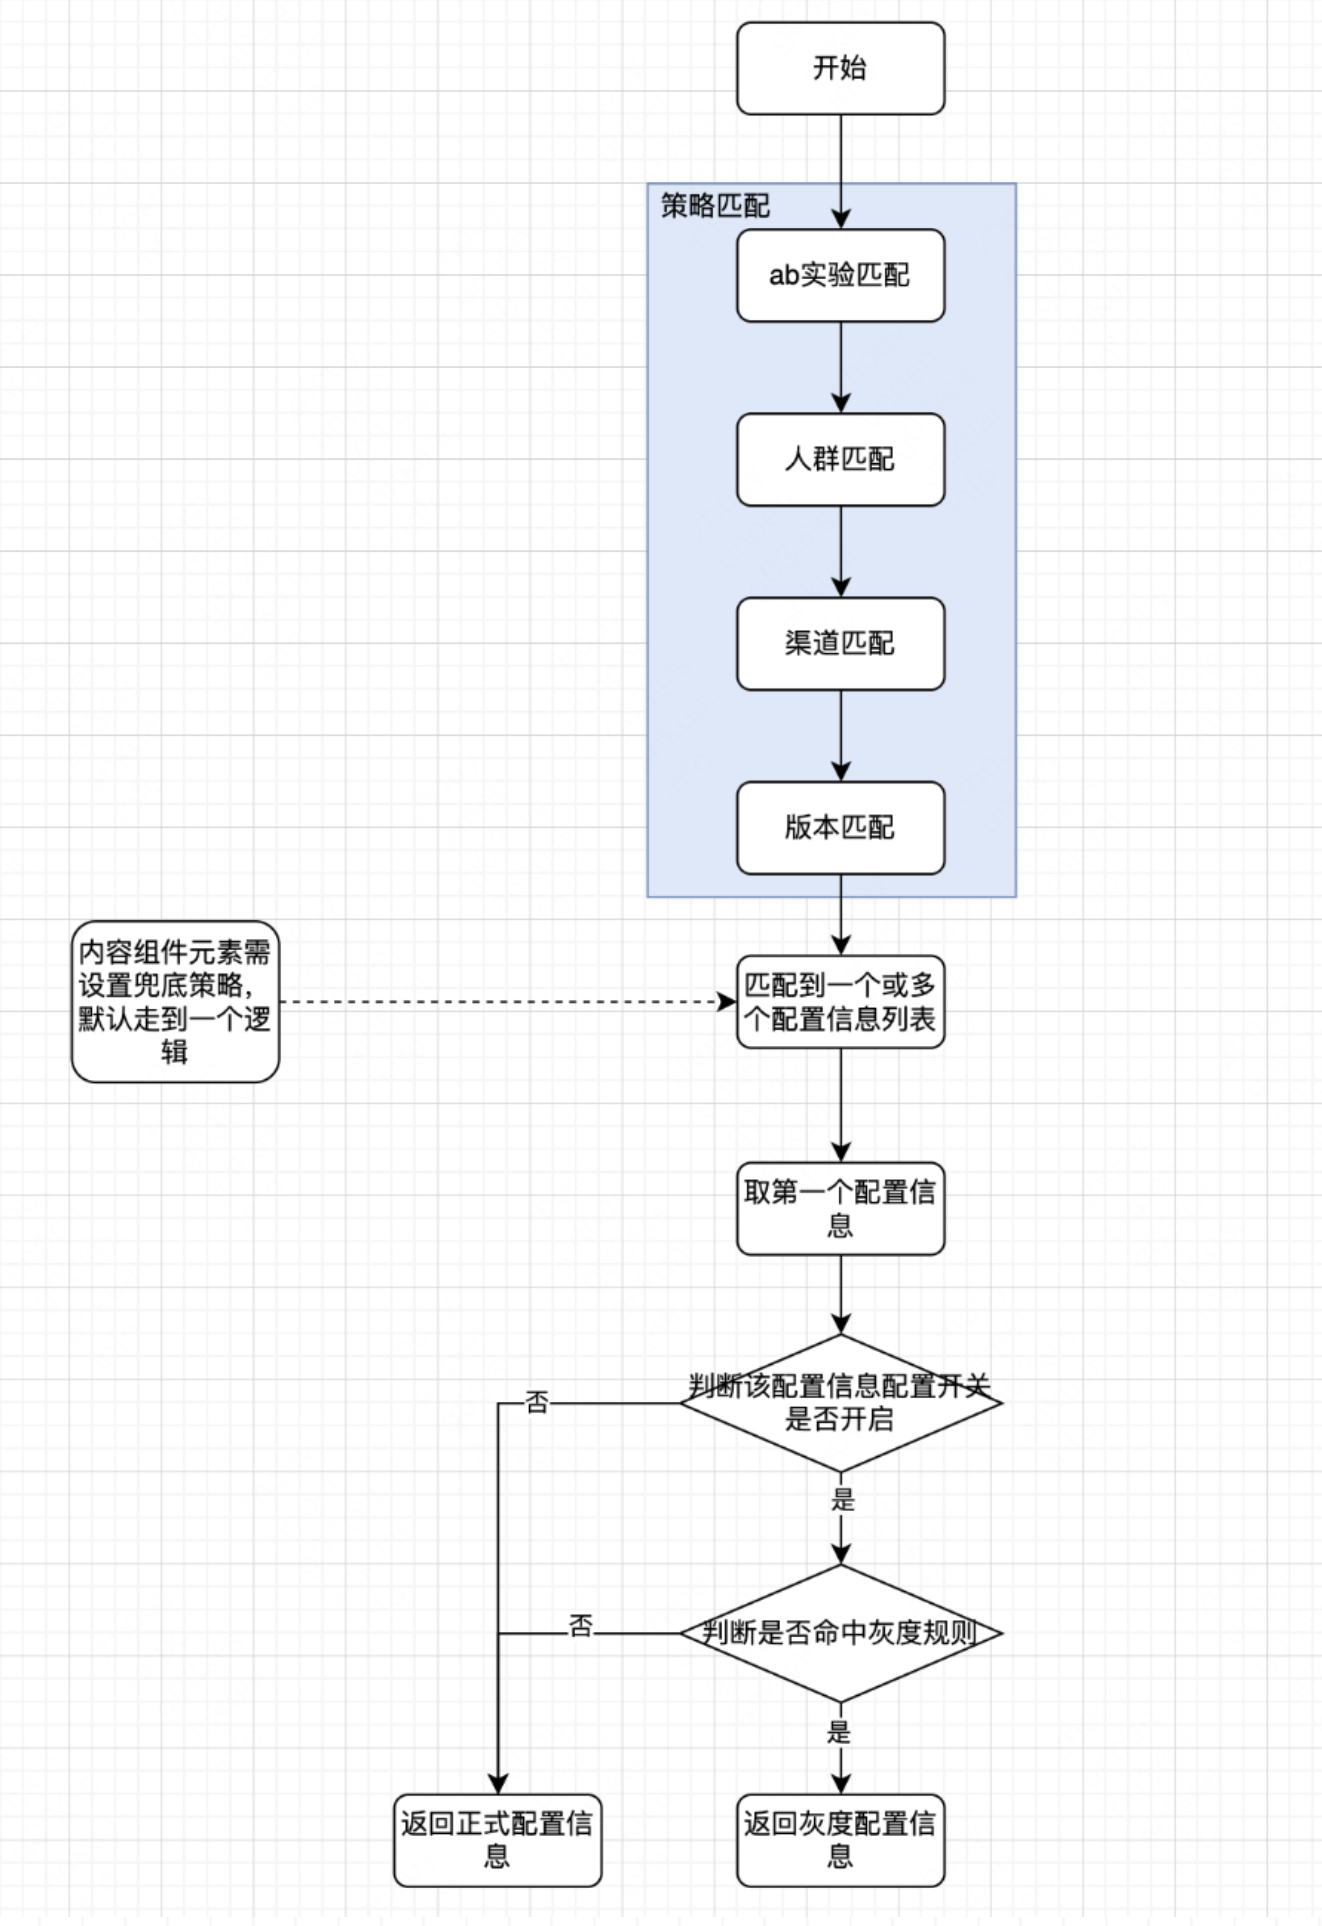 开始
策略匹配
ab实验匹配
人群匹配
渠道匹配
版本匹配
内容组件元素需
设置兜底策略，
默认走到一个逻
辑
匹配到一个或多
个配置信息列表
取第一个配置信
息
判断该配置信息配置开关
是否开启
否
是
判断是否命中灰度规则
否
是
返回正式配置信
息
返回灰度配置信
息